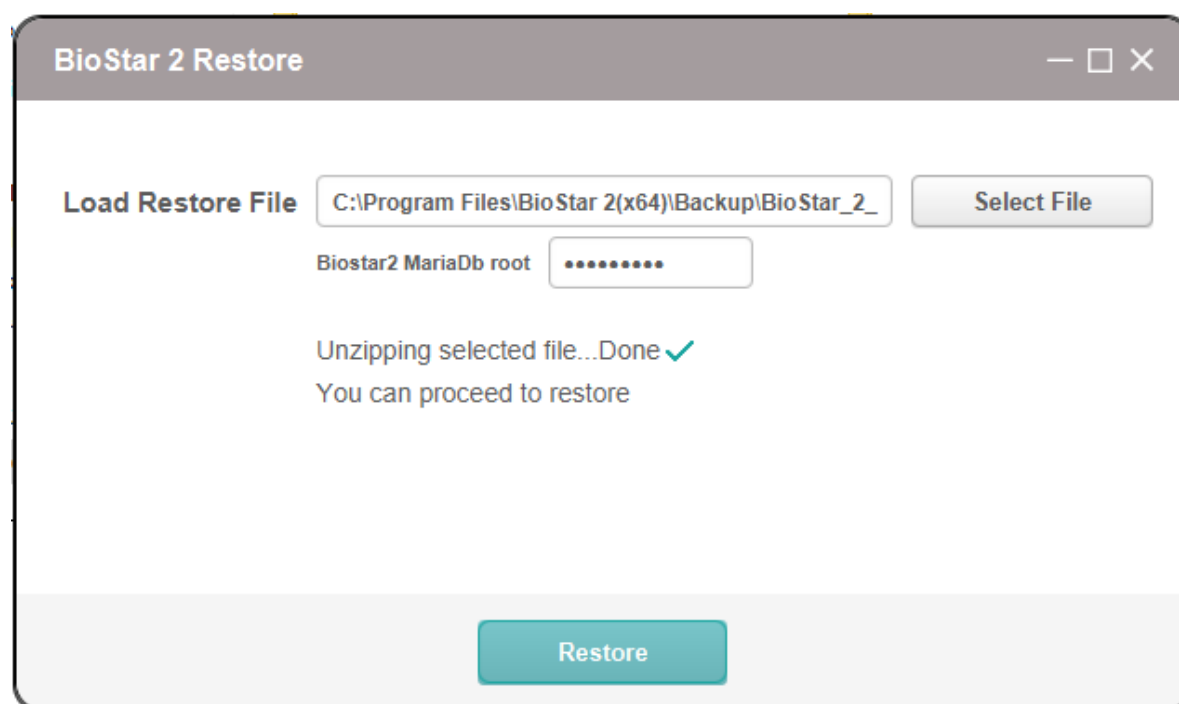 BioStar 2 Restore
Load Restore File C:\Program Files\BioStar 2(x64)\Backup\BioStar_2_ Select File
Biostar2 MariaDb root •••••••••
Unzipping selected file...Done
You can proceed to restore
Restore